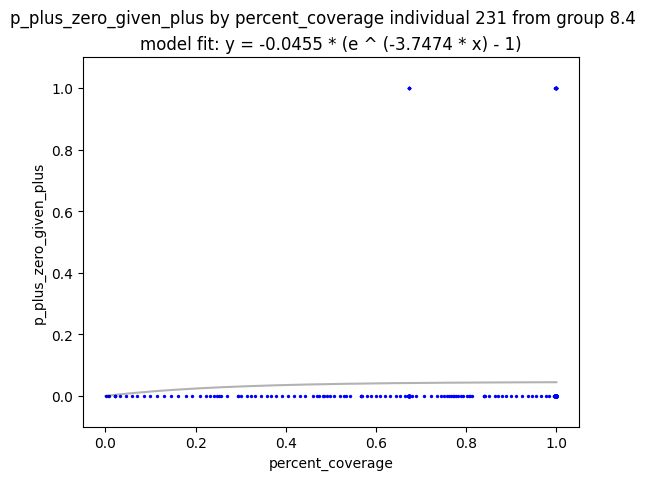 p_plus_zero_given_plus by percent_coverage individual 231 from group 8.4
model fit: y = -0.0455 * (e ^ (-3.7474 * x) - 1)
1.0
0.8
0.6
0.4
0.2
0.0
p_plus_zero_given_plus
0.0 0.2 0.4 0.6 0.8 1.0
percent_coverage